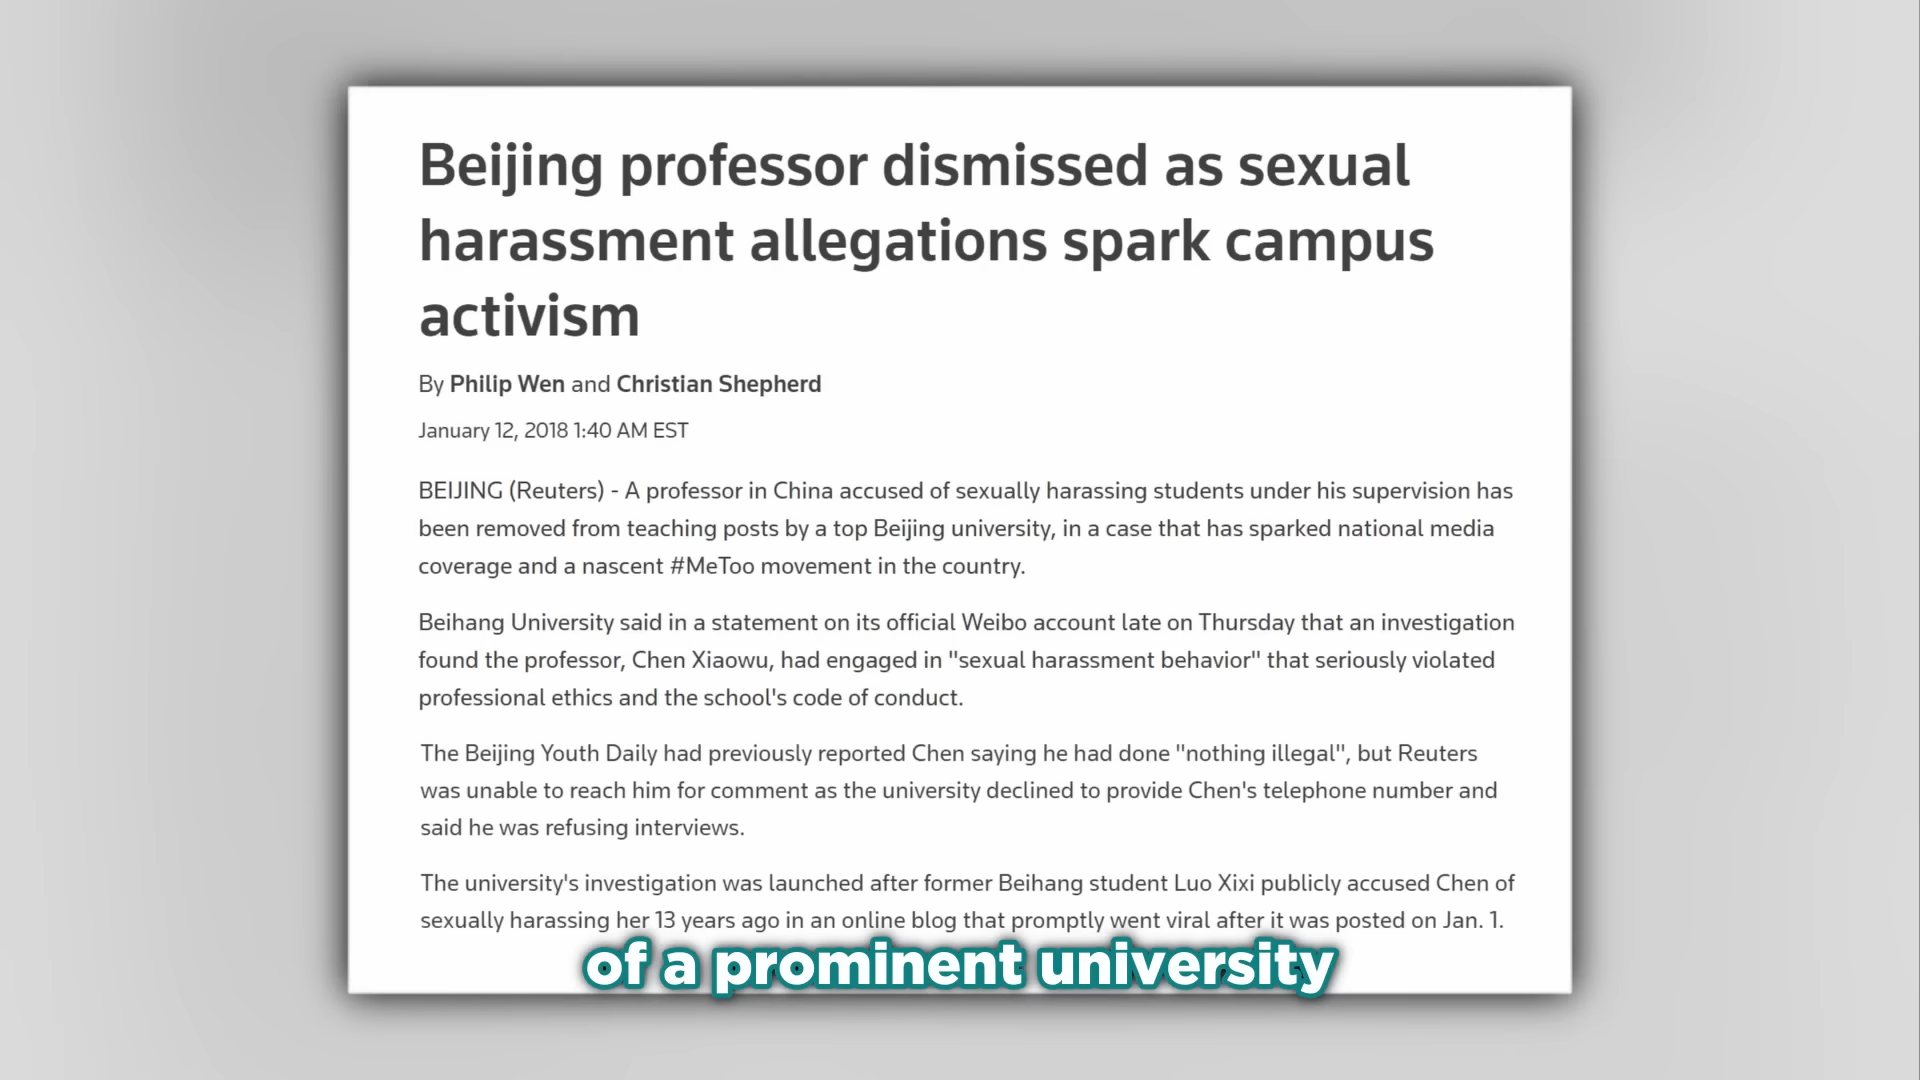 Beijing professor dismissed as sexual
harassment allegations spark campus
activism
By Philip Wen and Christian Shepherd
January 12, 2018 1:40 AM EST
BEIJING (Reuters) - A professor in China accused of sexually harassing students under his supervision has
been removed from teaching posts by a top Beijing university, in a case that has sparked national media
coverage and a nascent #MeToo movement in the country.
Beihang University said in a statement on its official Weibo account late on Thursday that an investigation
found the professor, Chen Xiaowu, had engaged in "sexual harassment behavior" that seriously violated
professional ethics and the school's code of conduct.
The Beijing Youth Daily had previously reported Chen saying he had done "nothing illegal", but Reuters
was unable to reach him for comment as the university declined to provide Chen's telephone number and
said he was refusing interviews.
The university's investigation was launched after former Beihang student Luo Xixi publicly accused Chen of
sexually harassing her 13 years ago in an online blog that promptly went viral after it was posted on Jan. 1.
of a prominent university